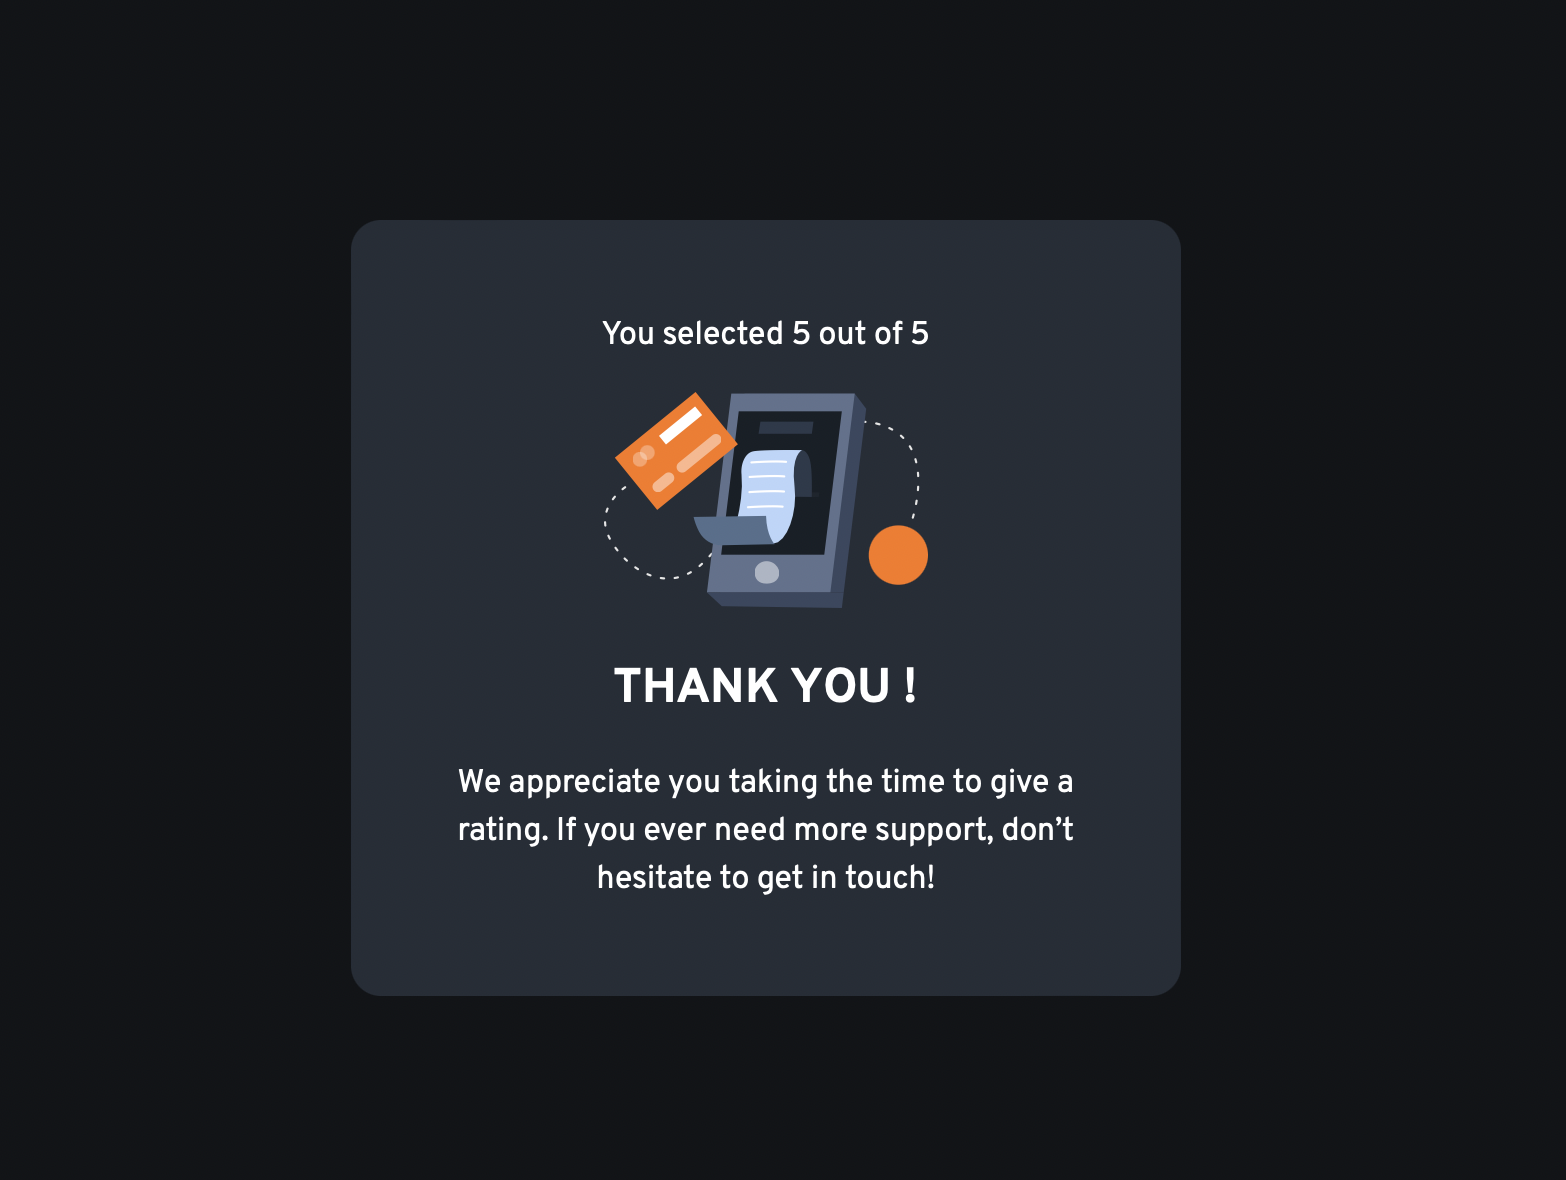 You selected 5 out of 5
THANK YOU !
We appreciate you taking the time to give a
rating. If you ever need more support, don’t
hesitate to get in touch!